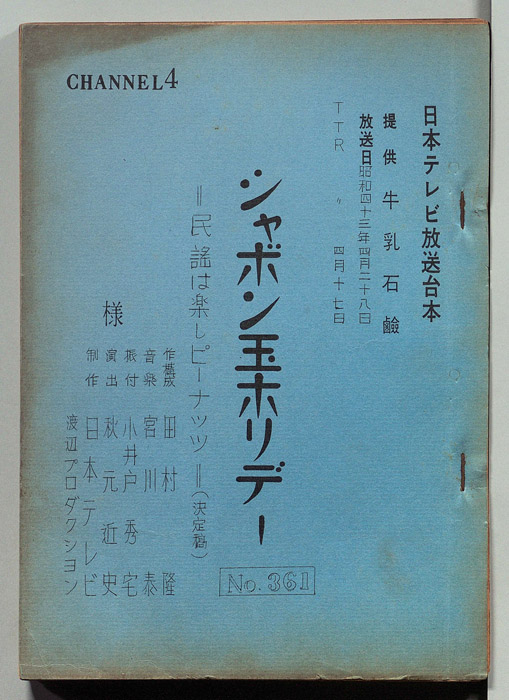 CHANNEL4
日本テレビ放送台本
提供 牛乳石鹼
放送日 昭和四十三年四月二十八日
TTR 〃 四月十七日
シャボン玉ホリデー
＝民謡は楽しピーナッツ＝(決定稿)
No.361
作・構成 田村 隆
音楽 宮川 泰
振付 小井戸秀宅
演出 秋元近史
制作 日本テレビ
渡辺プロダクション
様